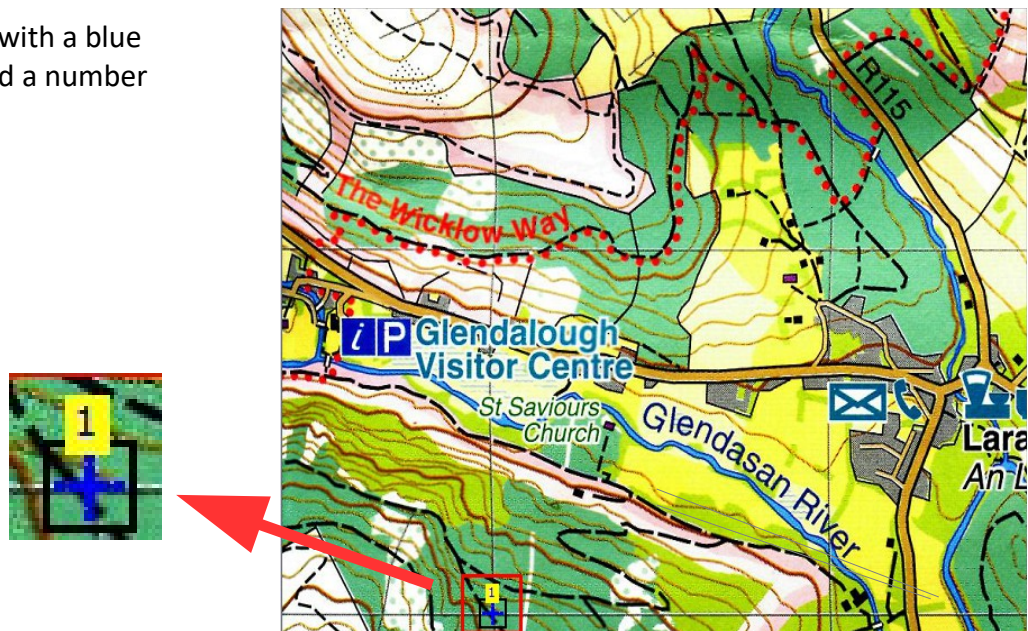 with a blue
d a number
R115
The Wicklow Way
i P Glendalough
Visitor Centre
St Saviours
Church
Glendasan River
Lara
An L
1
1